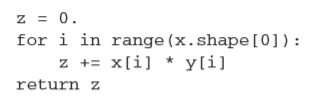 z = 0.
for i in range(x.shape[0]):
    z += x[i] * y[i]
return z